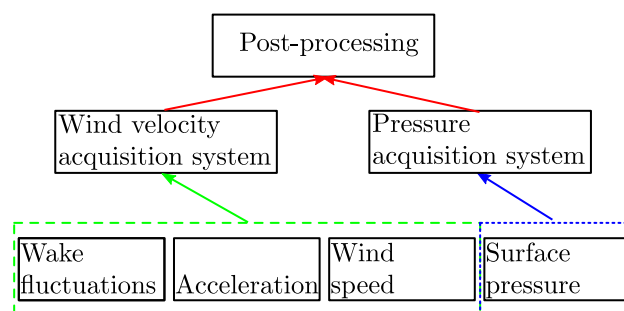 Post-processing
Wind velocity
acquisition system
Pressure
acquisition system
Wake
fluctuations
Acceleration
Wind
speed
Surface
pressure